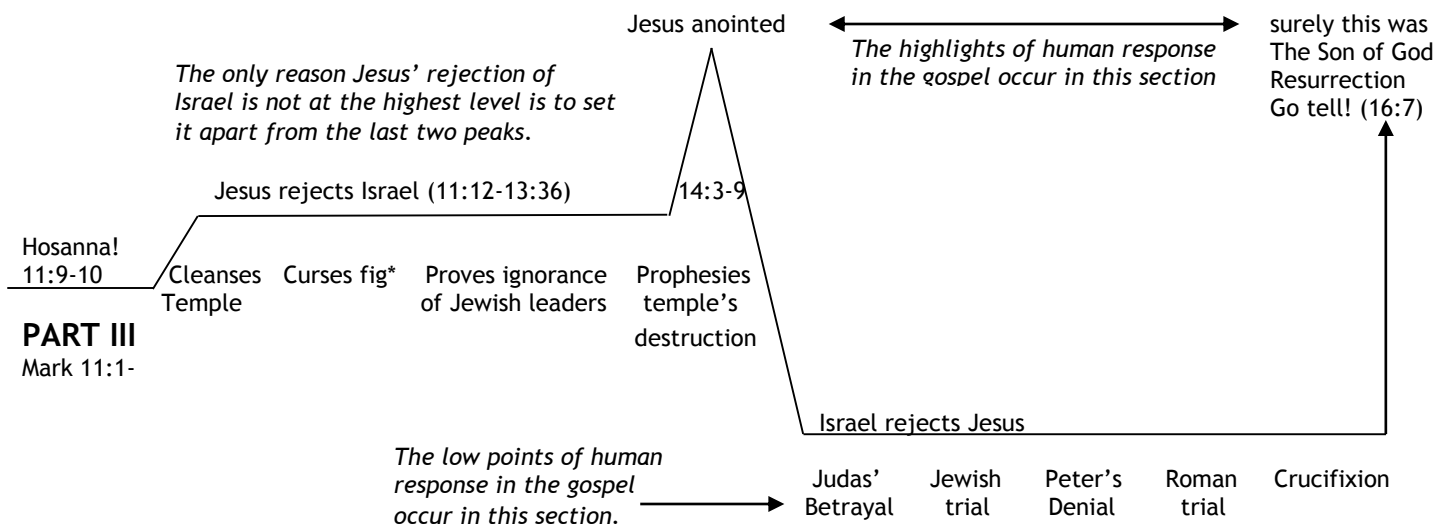 Jesus anointed
The highlights of human response
in the gospel occur in this section
surely this was
The Son of God
Resurrection
Go tell! (16:7)
The only reason Jesus’ rejection of
Israel is not at the highest level is to set
it apart from the last two peaks.
Jesus rejects Israel (11:12-13:36)
14:3-9
Hosanna!
11:9-10
Cleanses
Temple
Curses fig*
Proves ignorance
of Jewish leaders
Prophesies
temple’s
destruction
PART III
Mark 11:1-
Israel rejects Jesus
The low points of human
response in the gospel
occur in this section.
Judas’
Betrayal
Jewish
trial
Peter’s
Denial
Roman
trial
Crucifixion